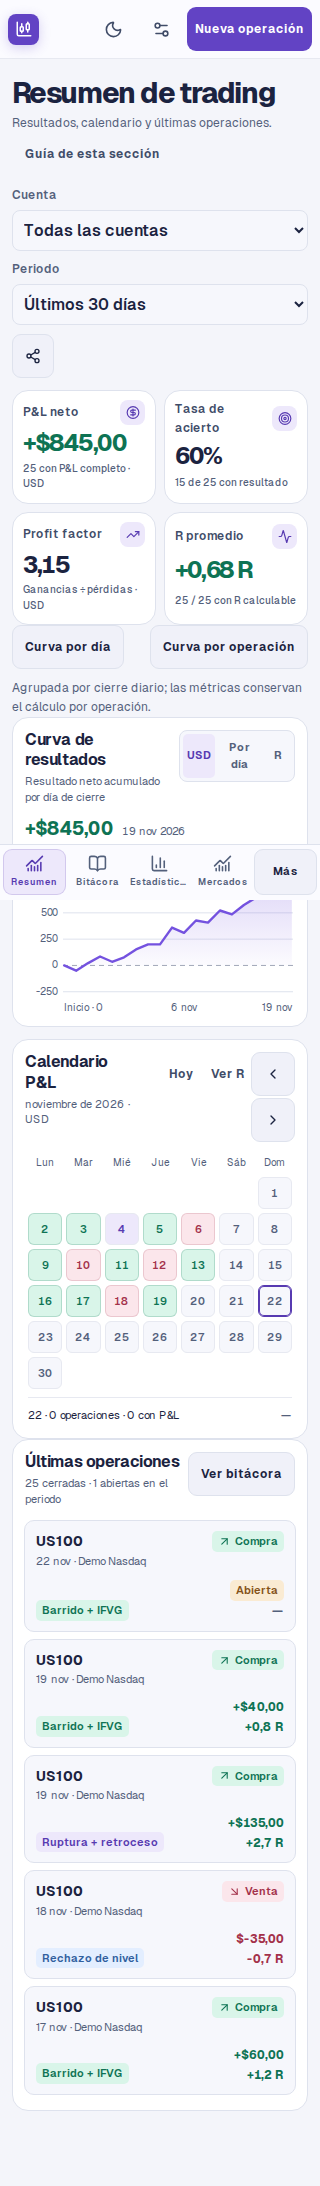 Nueva operación
Resumen de trading
Resultados, calendario y últimas operaciones.
Guía de esta sección
Cuenta
Todas las cuentas
Periodo
Últimos 30 días
P&L neto
+$845,00
25 con P&L completo ·
USD
Tasa de
acierto
60%
15 de 25 con resultado
Profit factor
3,15
Ganancias ÷ pérdidas ·
USD
R promedio
+0,68 R
25 / 25 con R calculable
Curva por día
Curva por operación
Agrupada por cierre diario; las métricas conservan
el cálculo por operación.
Curva de
resultados
Resultado neto acumulado
por día de cierre
USD
Por
día
R
+$845,00 19 nov 2026
Resumen
Bitácora
Estadístic…
Mercados
Más
500
250
0
-250
Inicio · 0
6 nov
19 nov
Calendario
P&L
noviembre de 2026 ·
USD
Hoy
Ver R
Lun Mar Mié Jue Vie Sáb Dom
1
2 3 4 5 6 7 8
9 10 11 12 13 14 15
16 17 18 19 20 21 22
23 24 25 26 27 28 29
30
22 · 0 operaciones · 0 con P&L —
Últimas operaciones
25 cerradas · 1 abiertas en el
periodo
Ver bitácora
US100
Compra
22 nov · Demo Nasdaq
Abierta
Barrido + IFVG
—
US100
Compra
19 nov · Demo Nasdaq
+$40,00
Barrido + IFVG
+0,8 R
US100
Compra
19 nov · Demo Nasdaq
+$135,00
Ruptura + retroceso
+2,7 R
US100
Venta
18 nov · Demo Nasdaq
$-35,00
Rechazo de nivel
-0,7 R
US100
Compra
17 nov · Demo Nasdaq
+$60,00
Barrido + IFVG
+1,2 R